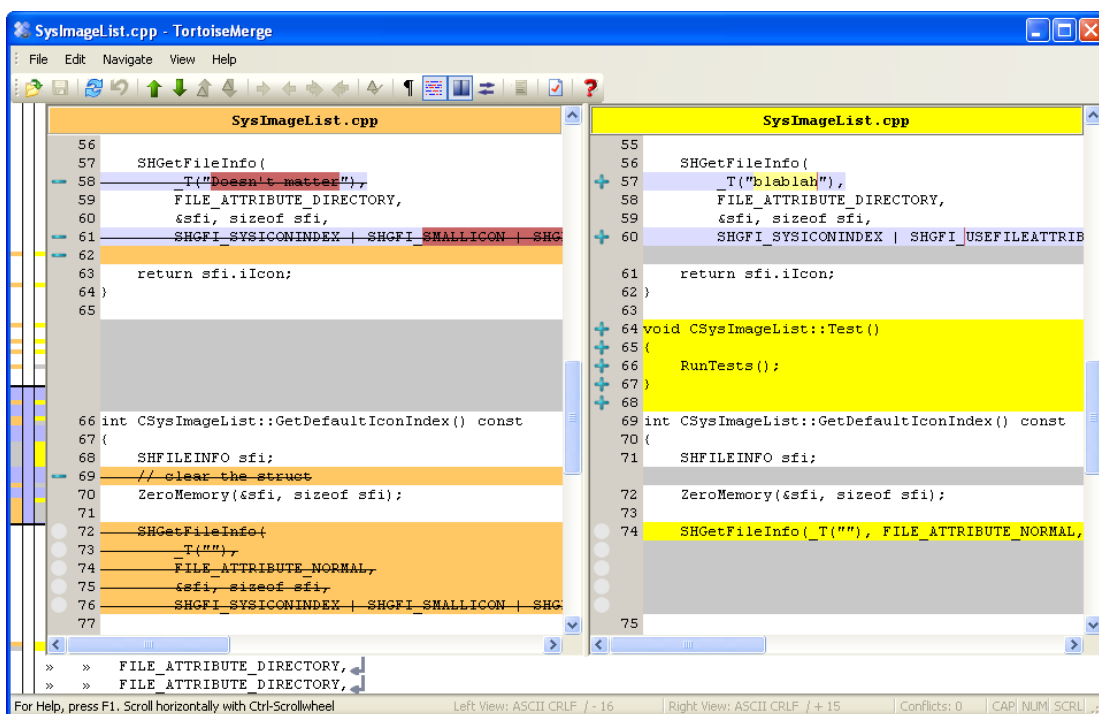 SysImageList.cpp - TortoiseMerge
File Edit Navigate View Help
SysImageList.cpp
56
57 SHGetFileInfo(
58 _T("Doesn't matter"),
59 FILE_ATTRIBUTE_DIRECTORY,
60 &sfi, sizeof sfi,
61 SHGFI_SYSICONINDEX | SHGFI_SMALLICON | SHG
62
63 return sfi.iIcon;
64 }
65
66 int CSysImageList::GetDefaultIconIndex() const
67 {
68 SHFILEINFO sfi;
69 // clear the struct
70 ZeroMemory(&sfi, sizeof sfi);
71
72 SHGetFileInfo(
73 _T(""),
74 FILE_ATTRIBUTE_NORMAL,
75 &sfi, sizeof sfi,
76 SHGFI_SYSICONINDEX | SHGFI_SMALLICON | SHG
77
SysImageList.cpp
55
56 SHGetFileInfo(
57 _T("blablah"),
58 FILE_ATTRIBUTE_DIRECTORY,
59 &sfi, sizeof sfi,
60 SHGFI_SYSICONINDEX | SHGFI_USEFILEATTRIB
61 return sfi.iIcon;
62 }
63
64 void CSysImageList::Test()
65 {
66 RunTests();
67 }
68
69 int CSysImageList::GetDefaultIconIndex() const
70 {
71 SHFILEINFO sfi;
72 ZeroMemory(&sfi, sizeof sfi);
73
74 SHGetFileInfo(_T(""), FILE_ATTRIBUTE_NORMAL,
75
» » FILE_ATTRIBUTE_DIRECTORY,
» » FILE_ATTRIBUTE_DIRECTORY,
For Help, press F1. Scroll horizontally with Ctrl-Scrollwheel Left View: ASCII CRLF / - 16 Right View: ASCII CRLF / + 15 Conflicts: 0 CAP NUM SCRL